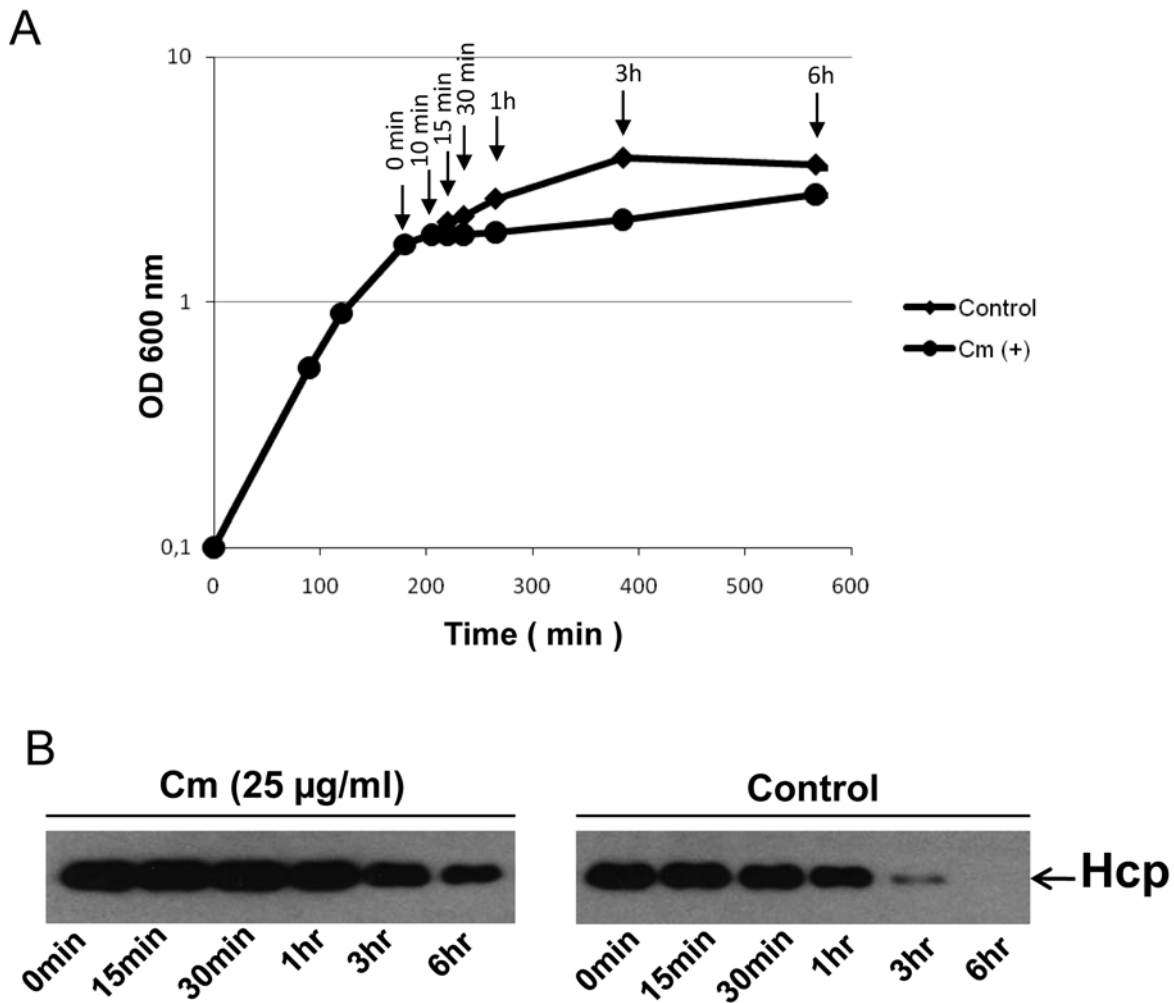 A
10
1
0,1
OD 600 nm
0 min
10 min
15 min
30 min
1h
3h
6h
0 100 200 300 400 500 600
Time ( min )
Control
Cm (+)
B
Cm (25 µg/ml)
Control
Hcp
0min 15min 30min 1hr 3hr 6hr
0min 15min 30min 1hr 3hr 6hr